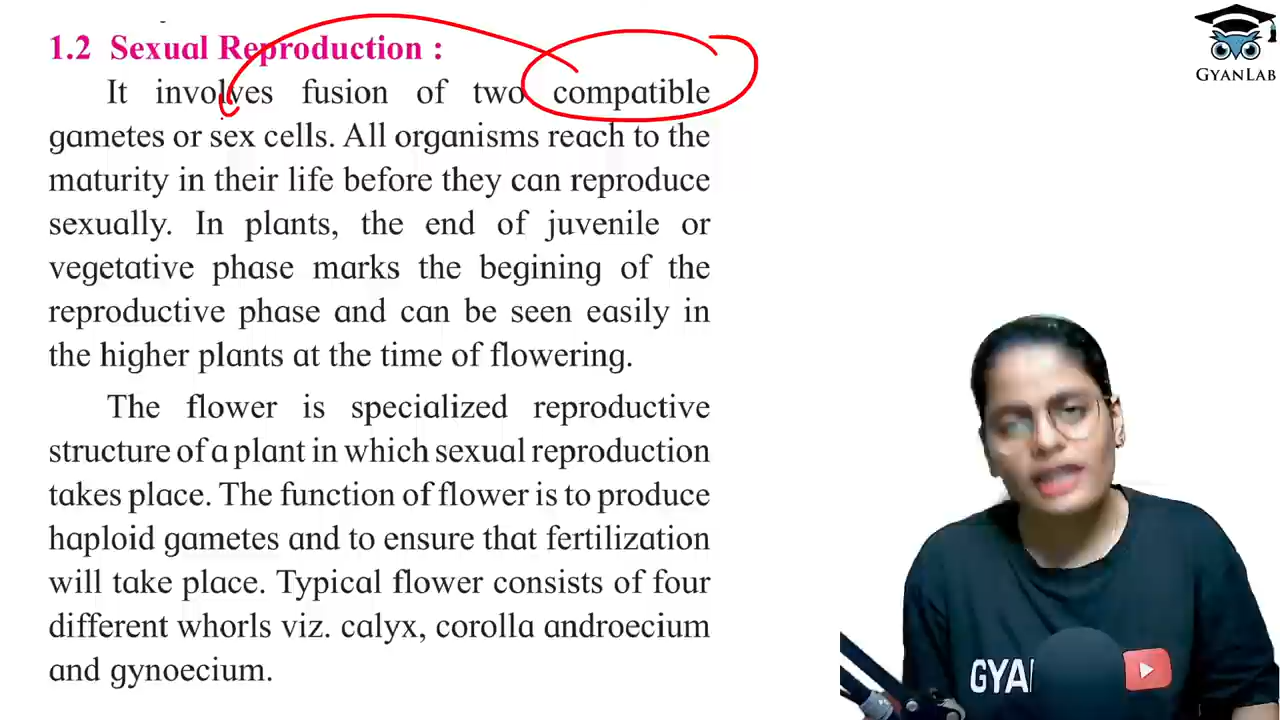 1.2 Sexual Reproduction :
It involves fusion of two compatible
gametes or sex cells. All organisms reach to the
maturity in their life before they can reproduce
sexually. In plants, the end of juvenile or
vegetative phase marks the begining of the
reproductive phase and can be seen easily in
the higher plants at the time of flowering.
The flower is specialized reproductive
structure of a plant in which sexual reproduction
takes place. The function of flower is to produce
haploid gametes and to ensure that fertilization
will take place. Typical flower consists of four
different whorls viz. calyx, corolla androecium
and gynoecium.
GYANLAB
GYA